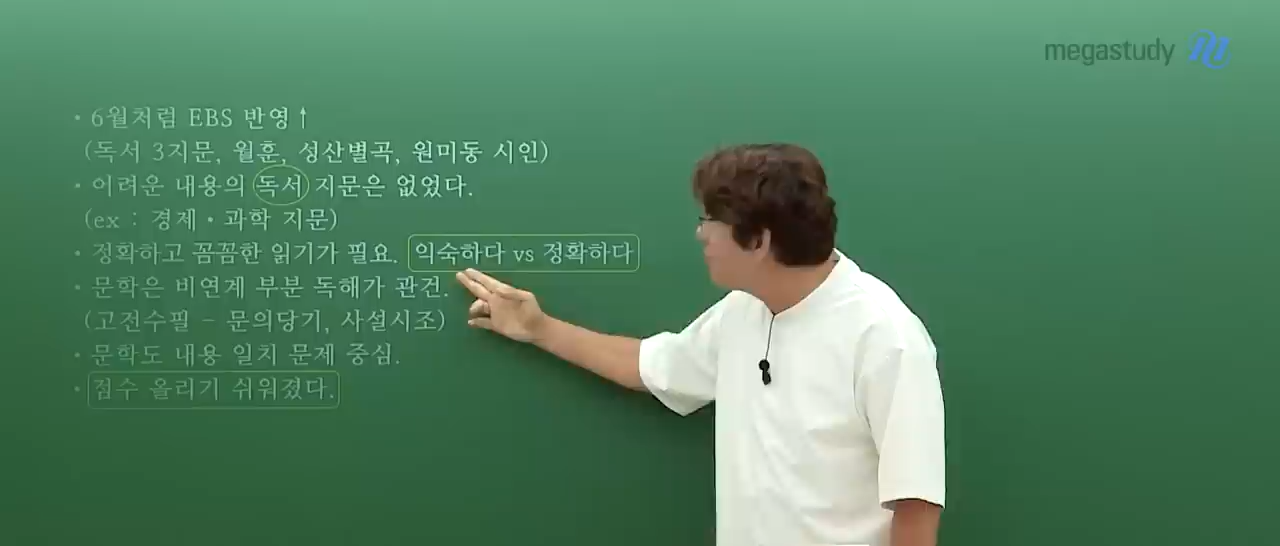 megastudy M
• 6월처럼 EBS 반영↑
(독서 3지문, 월훈, 성산별곡, 원미동 시인)
• 어려운 내용의 독서 지문은 없었다.
(ex : 경제・과학 지문)
• 정확하고 꼼꼼한 읽기가 필요. 익숙하다 vs 정확하다
• 문학은 비연계 부분 독해가 관건.
(고전수필 – 문의당기, 사설시조)
• 문학도 내용 일치 문제 중심.
• 점수 올리기 쉬워졌다.